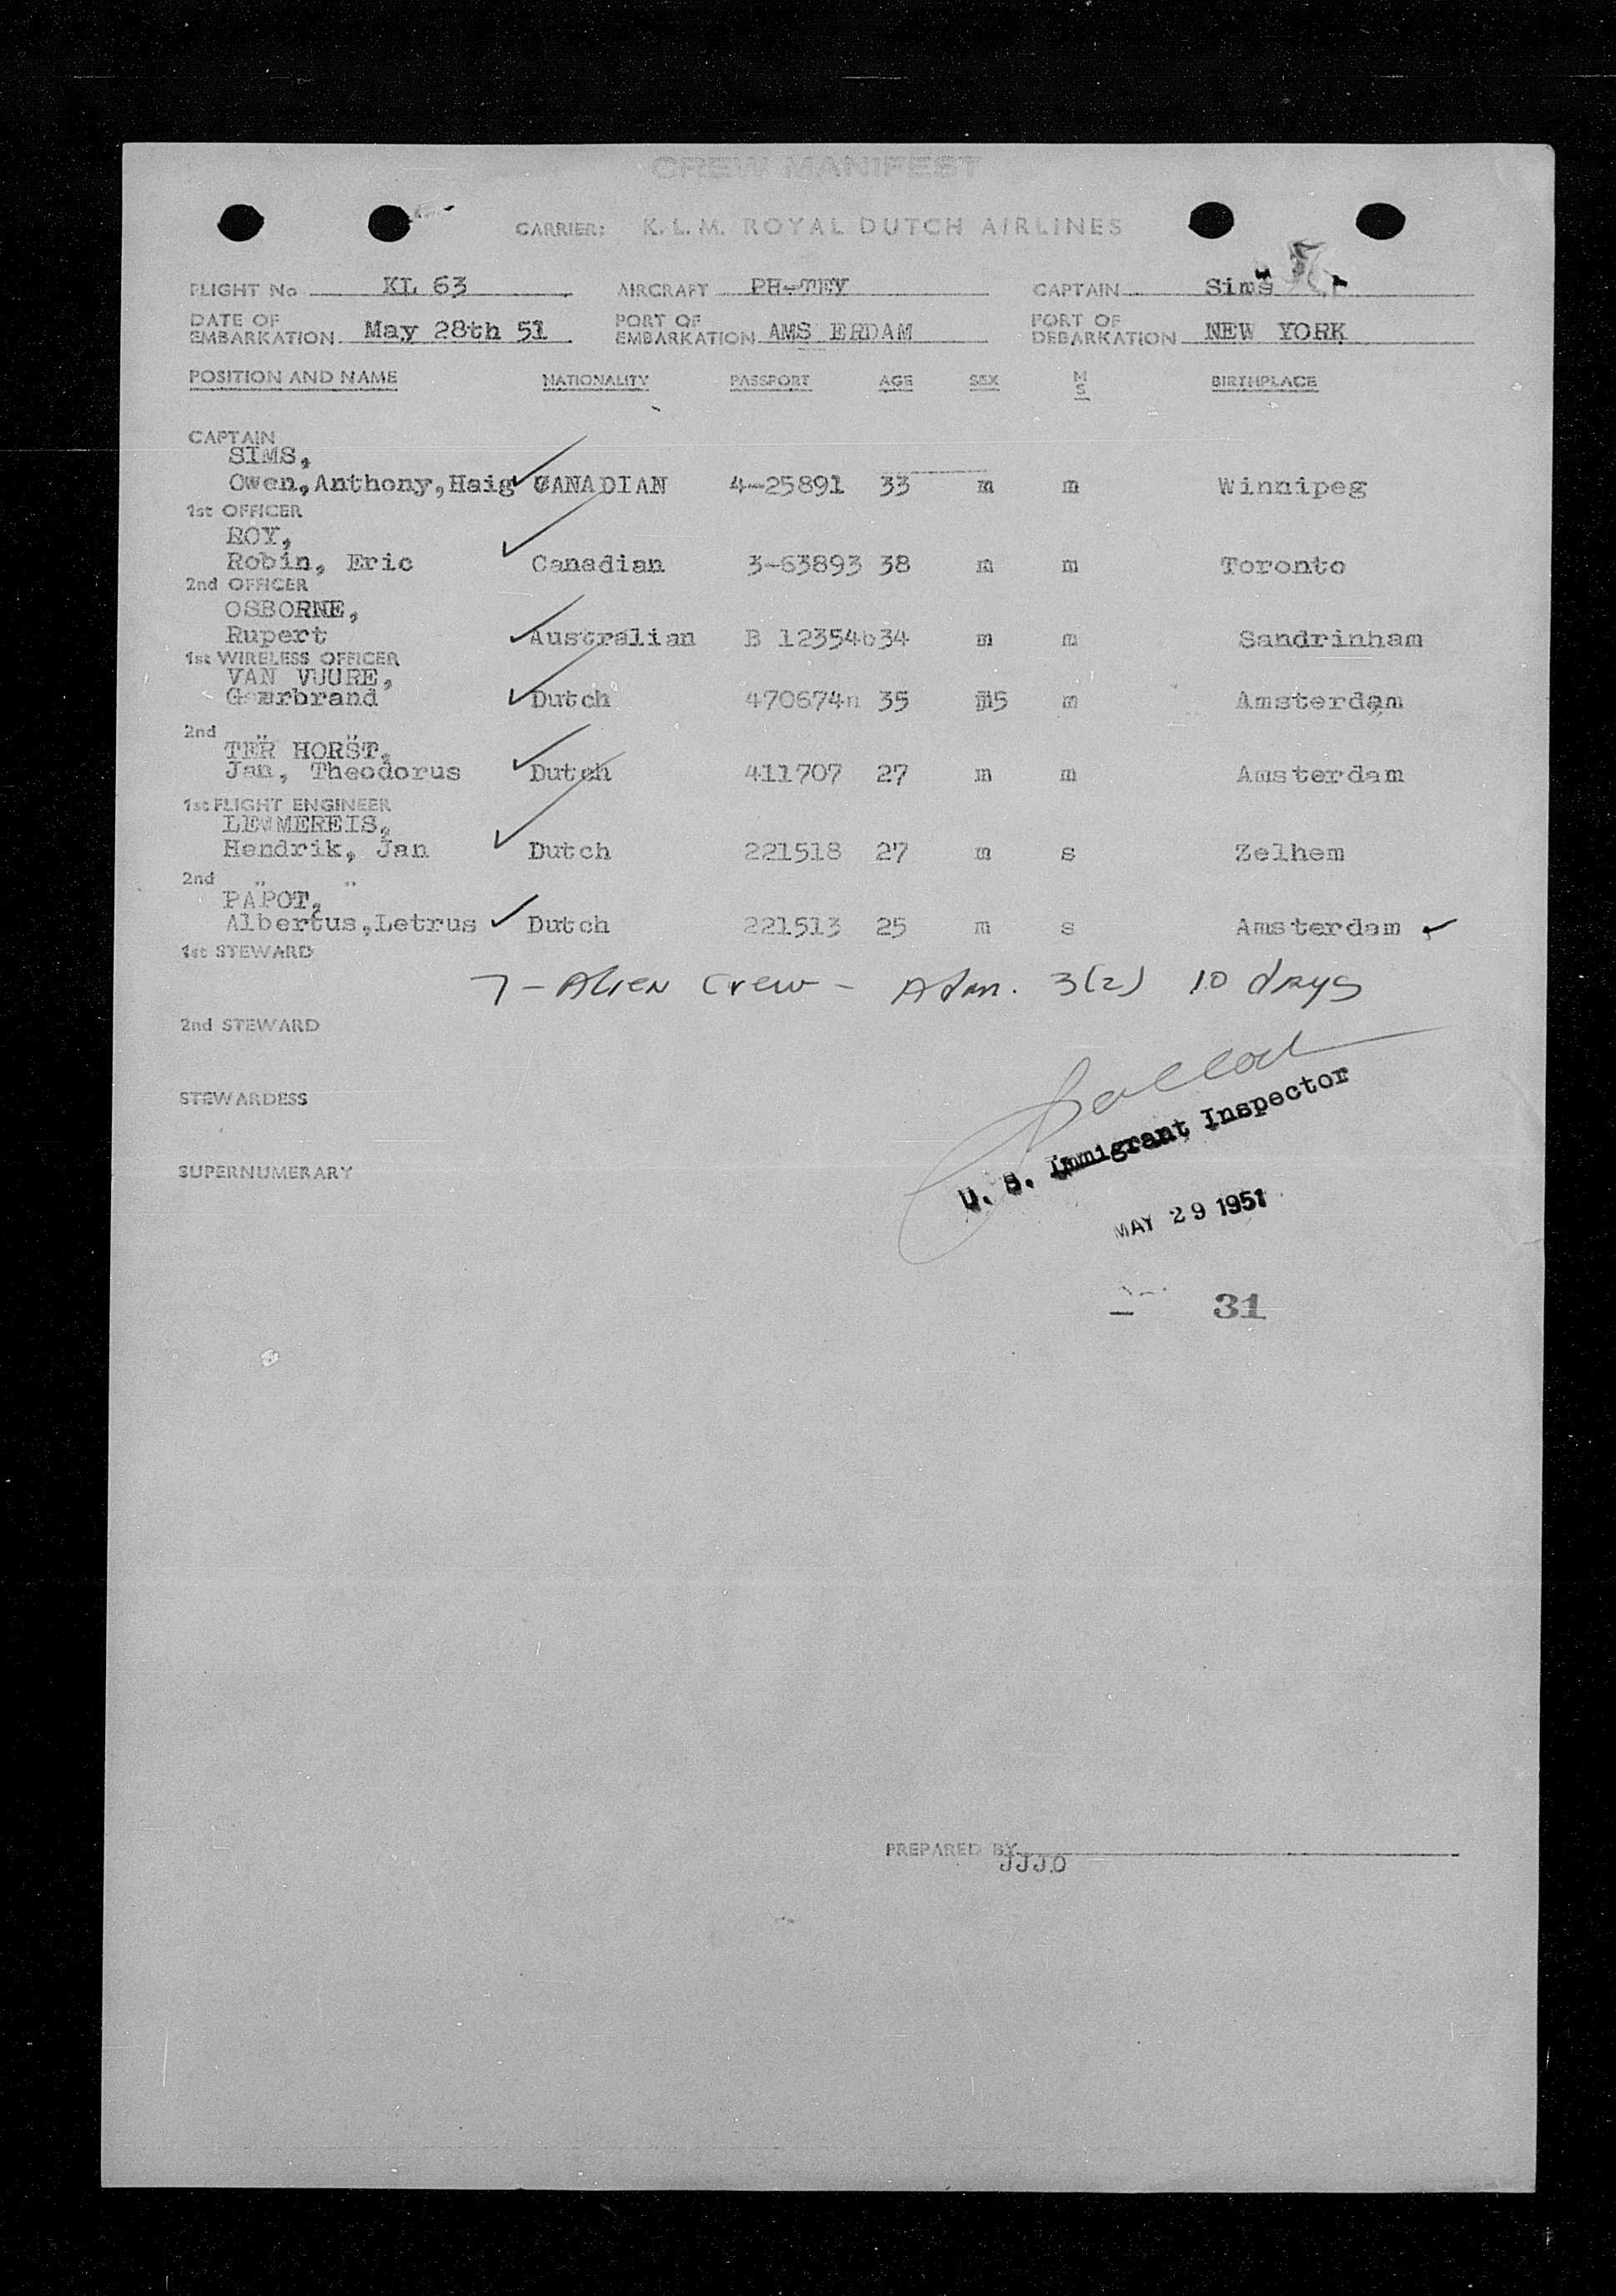 CREW MANIFEST
CARRIER: K. L. M. ROYAL DUTCH AIRLINES
FLIGHT No KL 63 AIRCRAFT PH-TEY CAPTAIN Sims
DATE OF EMBARKATION May 28th 51 PORT OF EMBARKATION AMS ERDAM PORT OF DEBARKATION NEW YORK
POSITION AND NAME NATIONALITY PASSPORT AGE SEX M S BIRTHPLACE
CAPTAIN
SIMS,
Owen,Anthony,Haig CANADIAN 4-25891 33 m m Winnipeg
1st OFFICER
ROY,
Robin, Eric Canadian 3-63893 38 m m Toronto
2nd OFFICER
OSBORNE,
Rupert Australian B 12354b 34 m m Sandrinham
1st WIRELESS OFFICER
VAN VUURE,
Dutch 470674n 35 m m Amsterdam
2nd " "
TER HORST,
Jan, Theodorus Dutch 411707 27 m m Amsterdam
1st FLIGHT ENGINEER
Hendrik, Jan Dutch 221518 27 m s Zelhem
2nd " "
PAPOT,
Albertus,Letrus Dutch 221513 25 m s Amsterdam
1st STEWARD
7 - Alien Crew - Adm. 3(2) 10 days
2nd STEWARD
STEWARDESS
U. S. Immigrant Inspector
SUPERNUMERARY
MAY 29 1951
31
PREPARED BY
JJJO